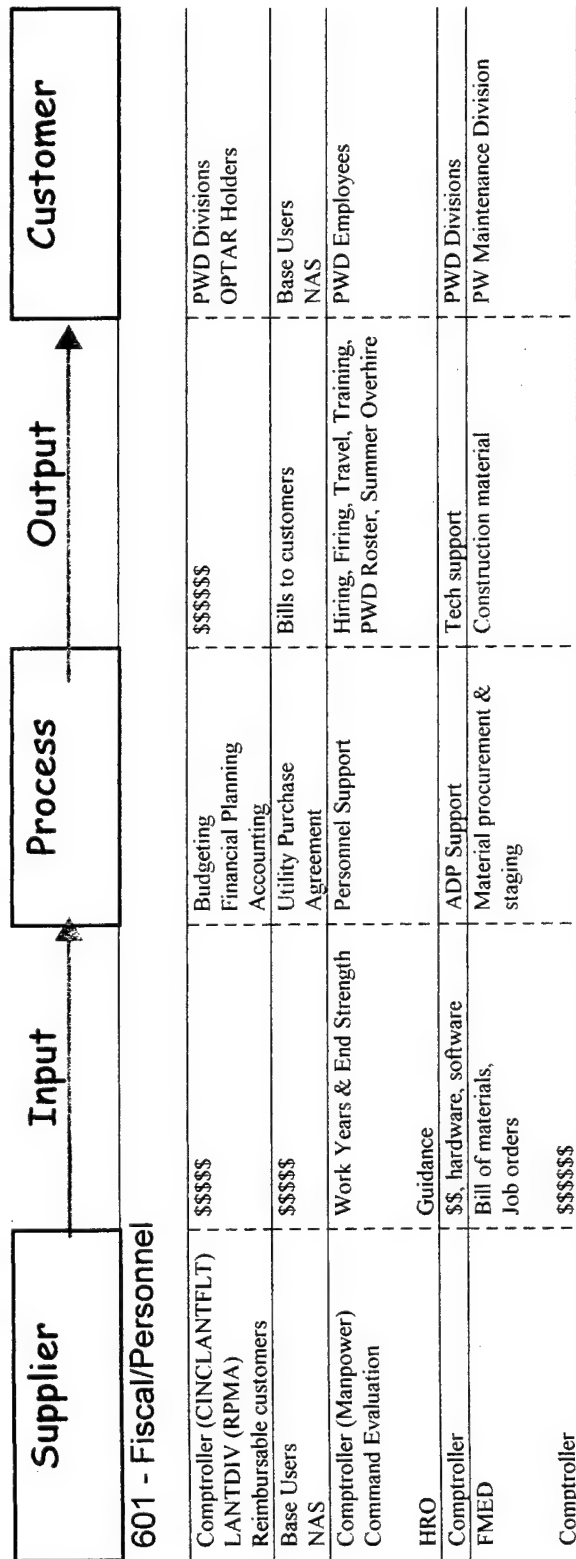 Supplier
Input
Process
Output
Customer
601 - Fiscal/Personnel
Comptroller (CINCLANTFLT)
LANTDIV (RPMA)
Reimbursable customers
$$$$$
Budgeting
Financial Planning
Accounting
$$$$$$
PWD Divisions
OPTAR Holders
Base Users
NAS
$$$$$
Utility Purchase
Agreement
Bills to customers
Base Users
NAS
Comptroller (Manpower)
Command Evaluation
HRO
Work Years & End Strength
Guidance
Personnel Support
Hiring, Firing, Travel, Training,
PWD Roster, Summer Overhire
PWD Employees
Comptroller
$$, hardware, software
ADP Support
Tech support
PWD Divisions
FMED
Comptroller
Bill of materials,
Job orders
$$$$$$
Material procurement &
staging
Construction material
PW Maintenance Division